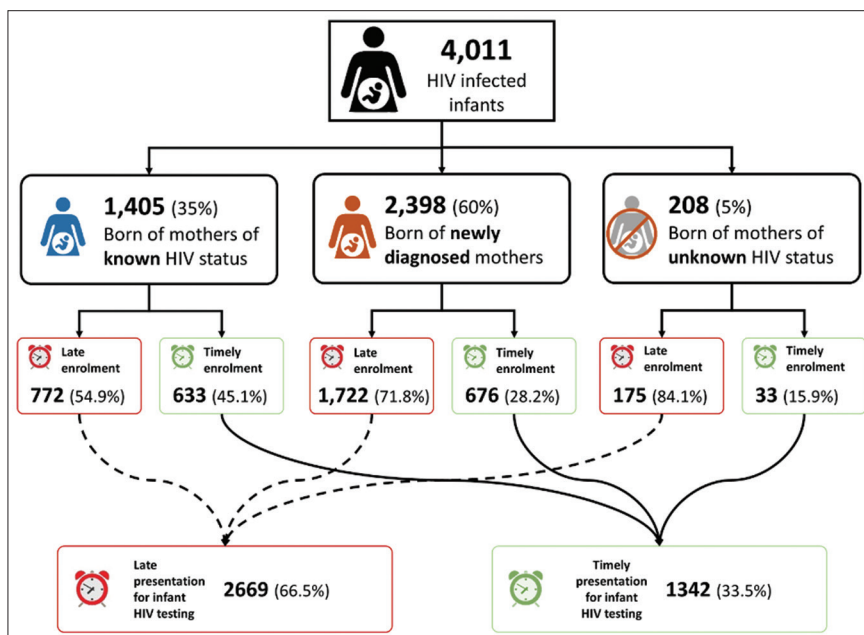 4,011
HIV infected
infants
1,405 (35%)
Born of mothers of
known HIV status
2,398 (60%)
Born of newly
diagnosed mothers
208 (5%)
Born of mothers of
unknown HIV status
Late
enrolment
772 (54.9%)
Timely
enrolment
633 (45.1%)
Late
enrolment
1,722 (71.8%)
Timely
enrolment
676 (28.2%)
Late
enrolment
175 (84.1%)
Timely
enrolment
33 (15.9%)
Late
presentation
for infant
HIV testing
2669 (66.5%)
Timely
presentation
for infant
HIV testing
1342 (33.5%)